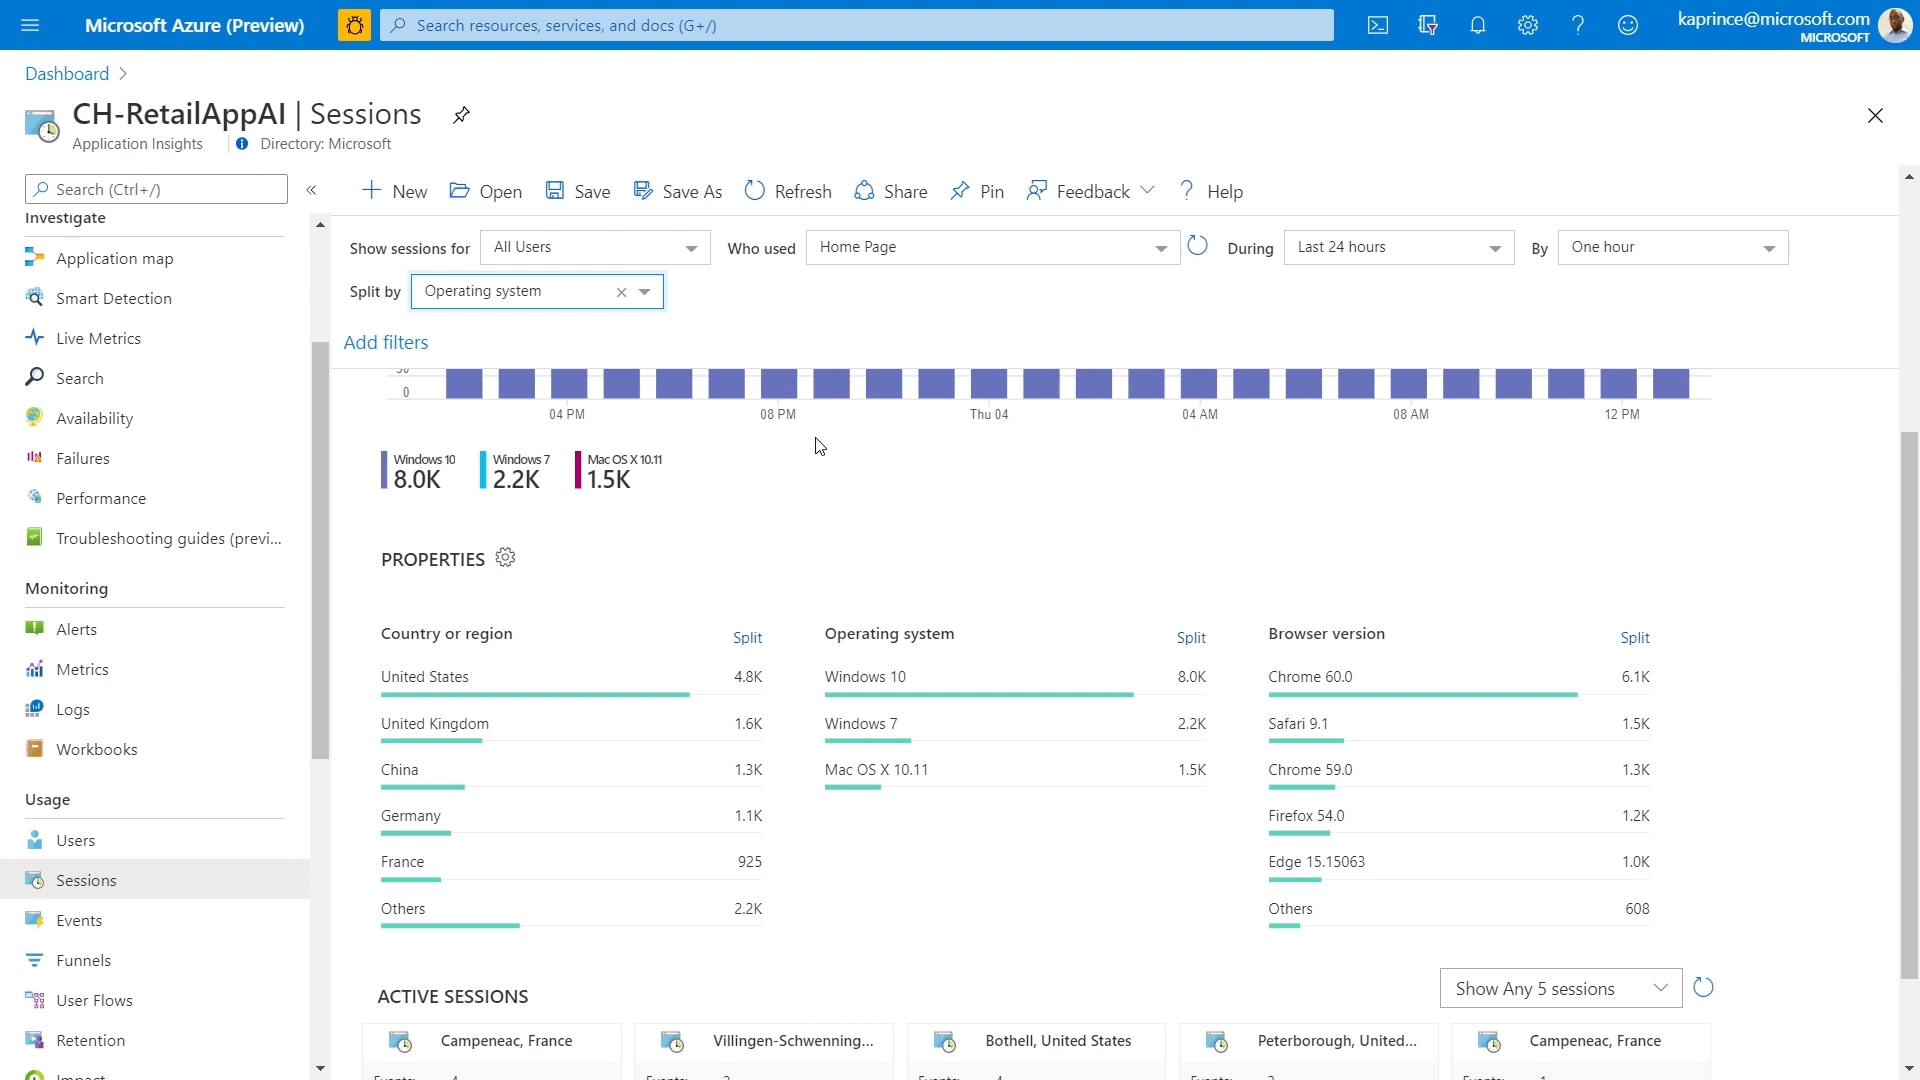 Microsoft Azure (Preview)
Search resources, services, and docs (G+/)
kaprince@microsoft.com
MICROSOFT
Dashboard
CH-RetailAppAI | Sessions
Application Insights
Directory: Microsoft
Search (Ctrl+/)
New
Open
Save
Save As
Refresh
Share
Pin
Feedback
Help
Investigate
Application map
Smart Detection
Live Metrics
Search
Availability
Failures
Performance
Troubleshooting guides (previ...
Monitoring
Alerts
Metrics
Logs
Workbooks
Usage
Users
Sessions
Events
Funnels
User Flows
Retention
Show sessions for All Users Who used Home Page During Last 24 hours By One hour
Split by Operating system
Add filters
0
04 PM 08 PM Thu 04 04 AM 08 AM 12 PM
Windows 10 Windows 7 Mac OS X 10.11
8.0K 2.2K 1.5K
PROPERTIES
Country or region Split
United States 4.8K
United Kingdom 1.6K
China 1.3K
Germany 1.1K
France 925
Others 2.2K
Operating system Split
Windows 10 8.0K
Windows 7 2.2K
Mac OS X 10.11 1.5K
Browser version Split
Chrome 60.0 6.1K
Safari 9.1 1.5K
Chrome 59.0 1.3K
Firefox 54.0 1.2K
Edge 15.15063 1.0K
Others 608
ACTIVE SESSIONS
Show Any 5 sessions
Campeneac, France
Villingen-Schwenning...
Bothell, United States
Peterborough, United...
Campeneac, France